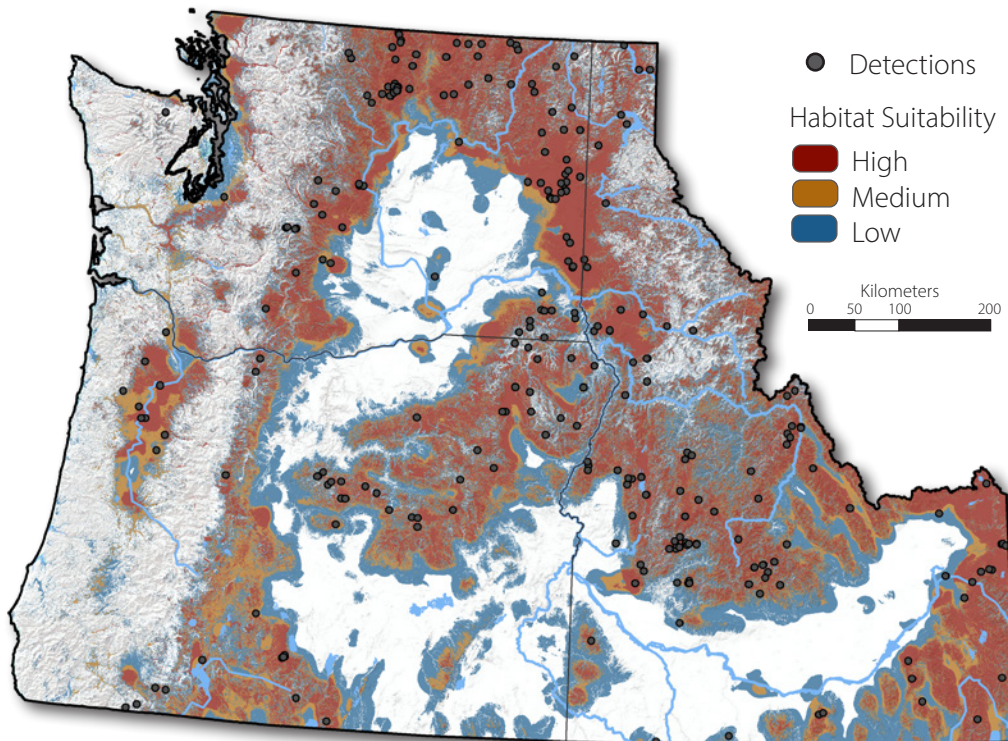 Detections
Habitat Suitability
High
Medium
Low
Kilometers
0 50 100 200